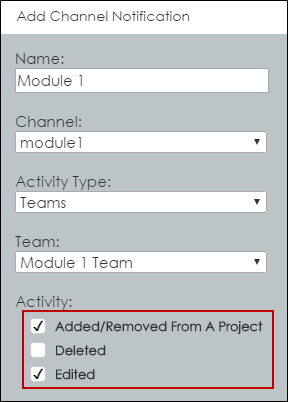 Add Channel Notification
Name:
Module 1
Channel:
module1
Activity Type:
Teams
Team:
Module 1 Team
Activity:
Added/Removed From A Project
Deleted
Edited